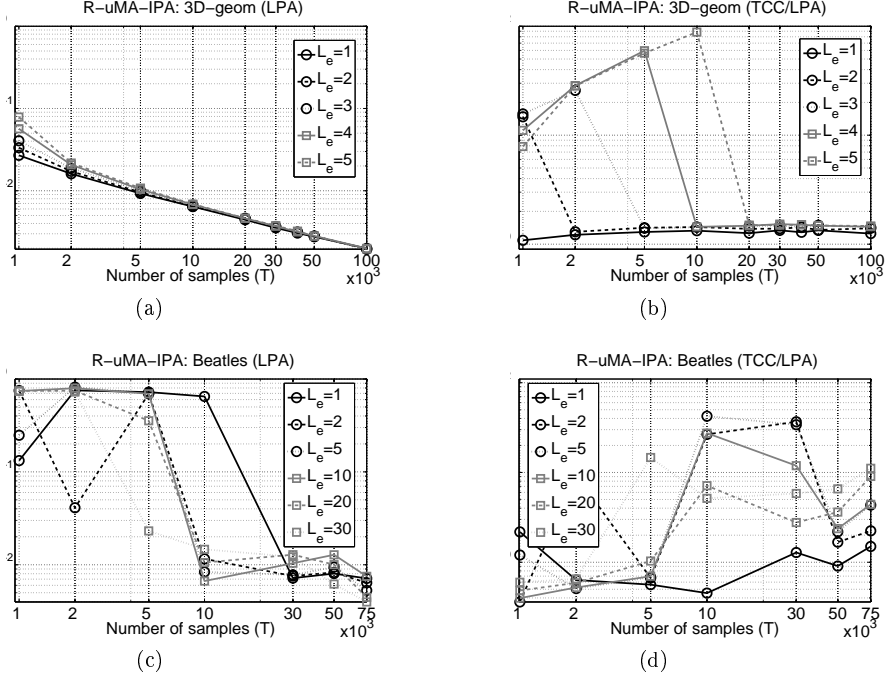 R−uMA−IPA: 3D−geom (LPA)
L_e=1
L_e=2
L_e=3
L_e=4
L_e=5
1
2
1 2 5 10 20 30 50 100
Number of samples (T)
x10^3
(a)
R−uMA−IPA: 3D−geom (TCC/LPA)
L_e=1
L_e=2
L_e=3
L_e=4
L_e=5
1 2 5 10 20 30 50 100
Number of samples (T)
x10^3
(b)
R−uMA−IPA: Beatles (LPA)
L_e=1
L_e=2
L_e=5
L_e=10
L_e=20
L_e=30
1
2
1 2 5 10 30 50 75
Number of samples (T)
x10^3
(c)
R−uMA−IPA: Beatles (TCC/LPA)
L_e=1
L_e=2
L_e=5
L_e=10
L_e=20
L_e=30
1 2 5 10 30 50 75
Number of samples (T)
x10^3
(d)